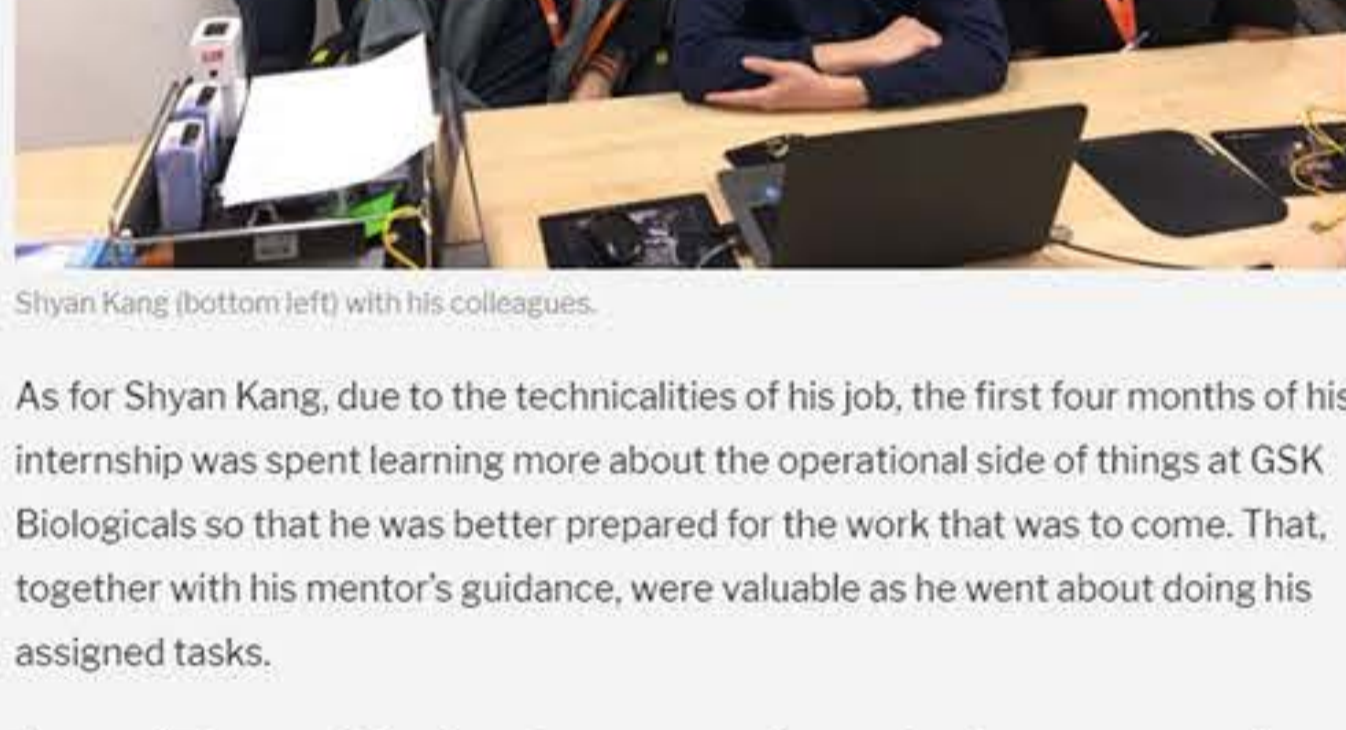 Shyan Kang (bottom left) with his colleagues.
As for Shyan Kang, due to the technicalities of his job, the first four months of his
internship was spent learning more about the operational side of things at GSK
Biologicals so that he was better prepared for the work that was to come. That,
together with his mentor's guidance, were valuable as he went about doing his
assigned tasks.